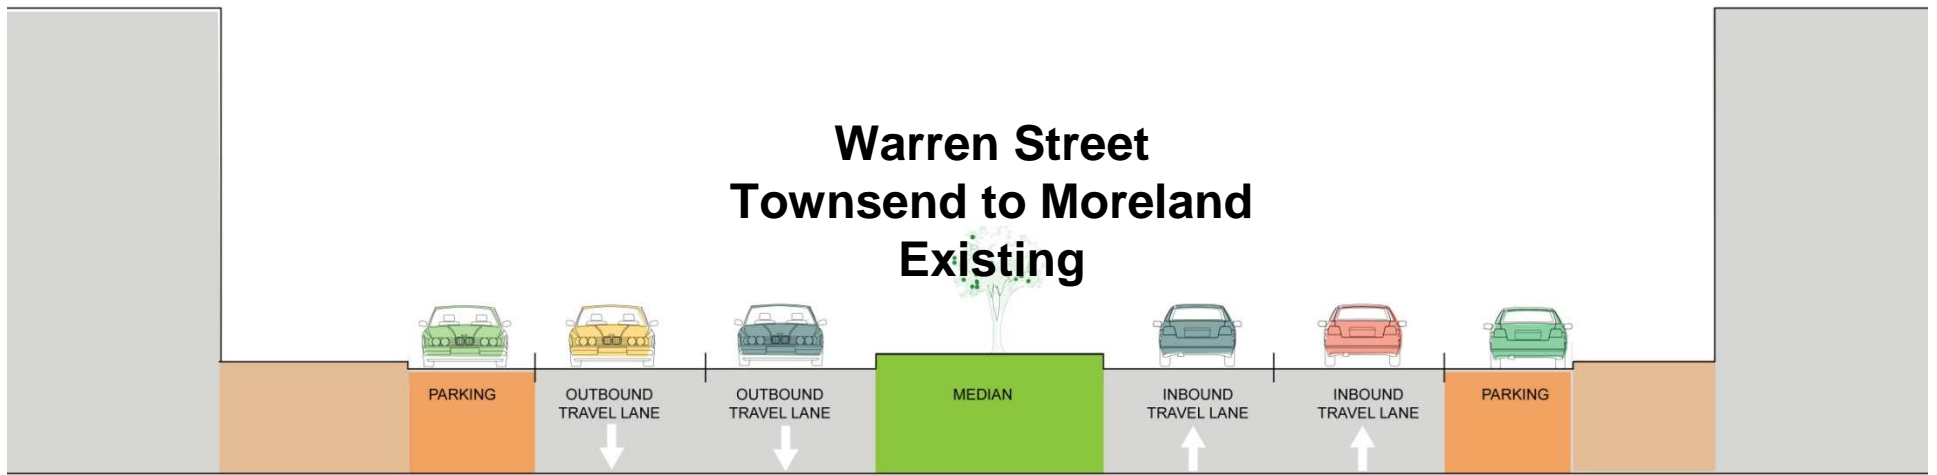 Warren Street
Townsend to Moreland
Existing
PARKING
OUTBOUND
TRAVEL LANE
OUTBOUND
TRAVEL LANE
MEDIAN
INBOUND
TRAVEL LANE
INBOUND
TRAVEL LANE
PARKING